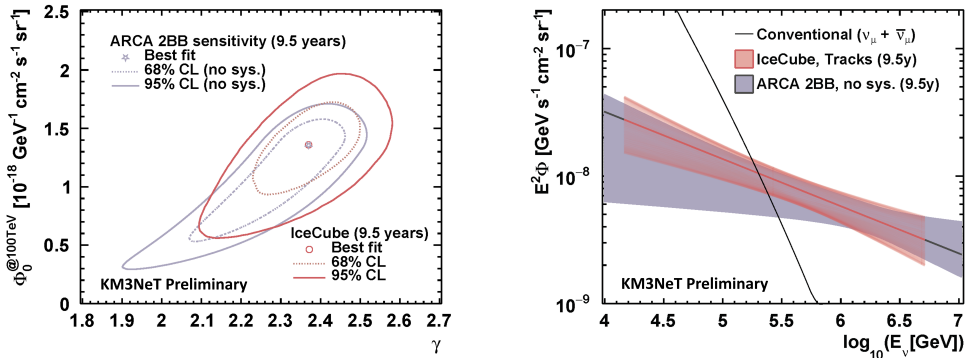 ARCA 2BB sensitivity (9.5 years)
Best fit
68% CL (no sys.)
95% CL (no sys.)
IceCube (9.5 years)
Best fit
68% CL
95% CL
KM3NeT Preliminary
Φ₀@100TeV [10⁻¹⁸ GeV⁻¹ cm⁻² s⁻¹ sr⁻¹]
2.5
2
1.5
1
0.5
0
1.8 1.9 2 2.1 2.2 2.3 2.4 2.5 2.6 2.7
γ
Conventional (νμ + ν̄μ)
IceCube, Tracks (9.5y)
ARCA 2BB, no sys. (9.5y)
KM3NeT Preliminary
E²Φ [GeV s⁻¹ cm⁻² sr⁻¹]
10⁻⁷
10⁻⁸
10⁻⁹
4 4.5 5 5.5 6 6.5 7
log₁₀(Eν[GeV])